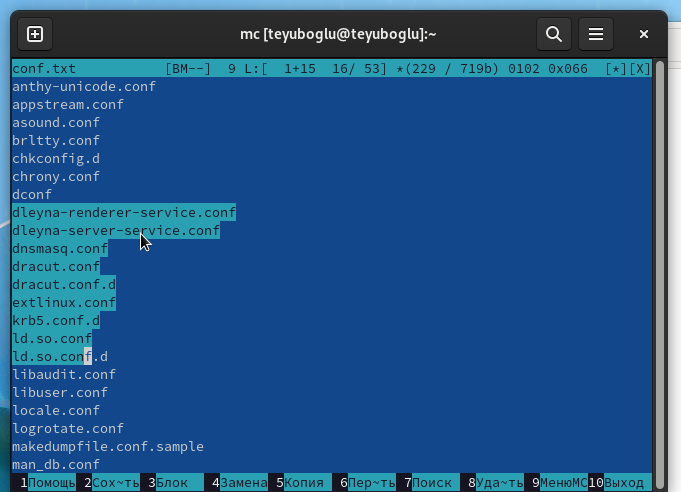 mc [teyuboglu@teyuboglu]:~
conf.txt [BM--] 9 L:[ 1+15 16/ 53] *(229 / 719b) 0102 0x066 [*][X]
anthy-unicode.conf
appstream.conf
asound.conf
brltty.conf
chkconfig.d
chrony.conf
dconf
dleyna-renderer-service.conf
dleyna-server-service.conf
dnsmasq.conf
dracut.conf
dracut.conf.d
extlinux.conf
krb5.conf.d
ld.so.conf
ld.so.conf.d
libaudit.conf
libuser.conf
locale.conf
logrotate.conf
makedumpfile.conf.sample
man_db.conf
1Помощь 2Сох~ть 3Блок 4Замена 5Копия 6Пер~ть 7Поиск 8Уда~ть 9МенюMC 10Выход